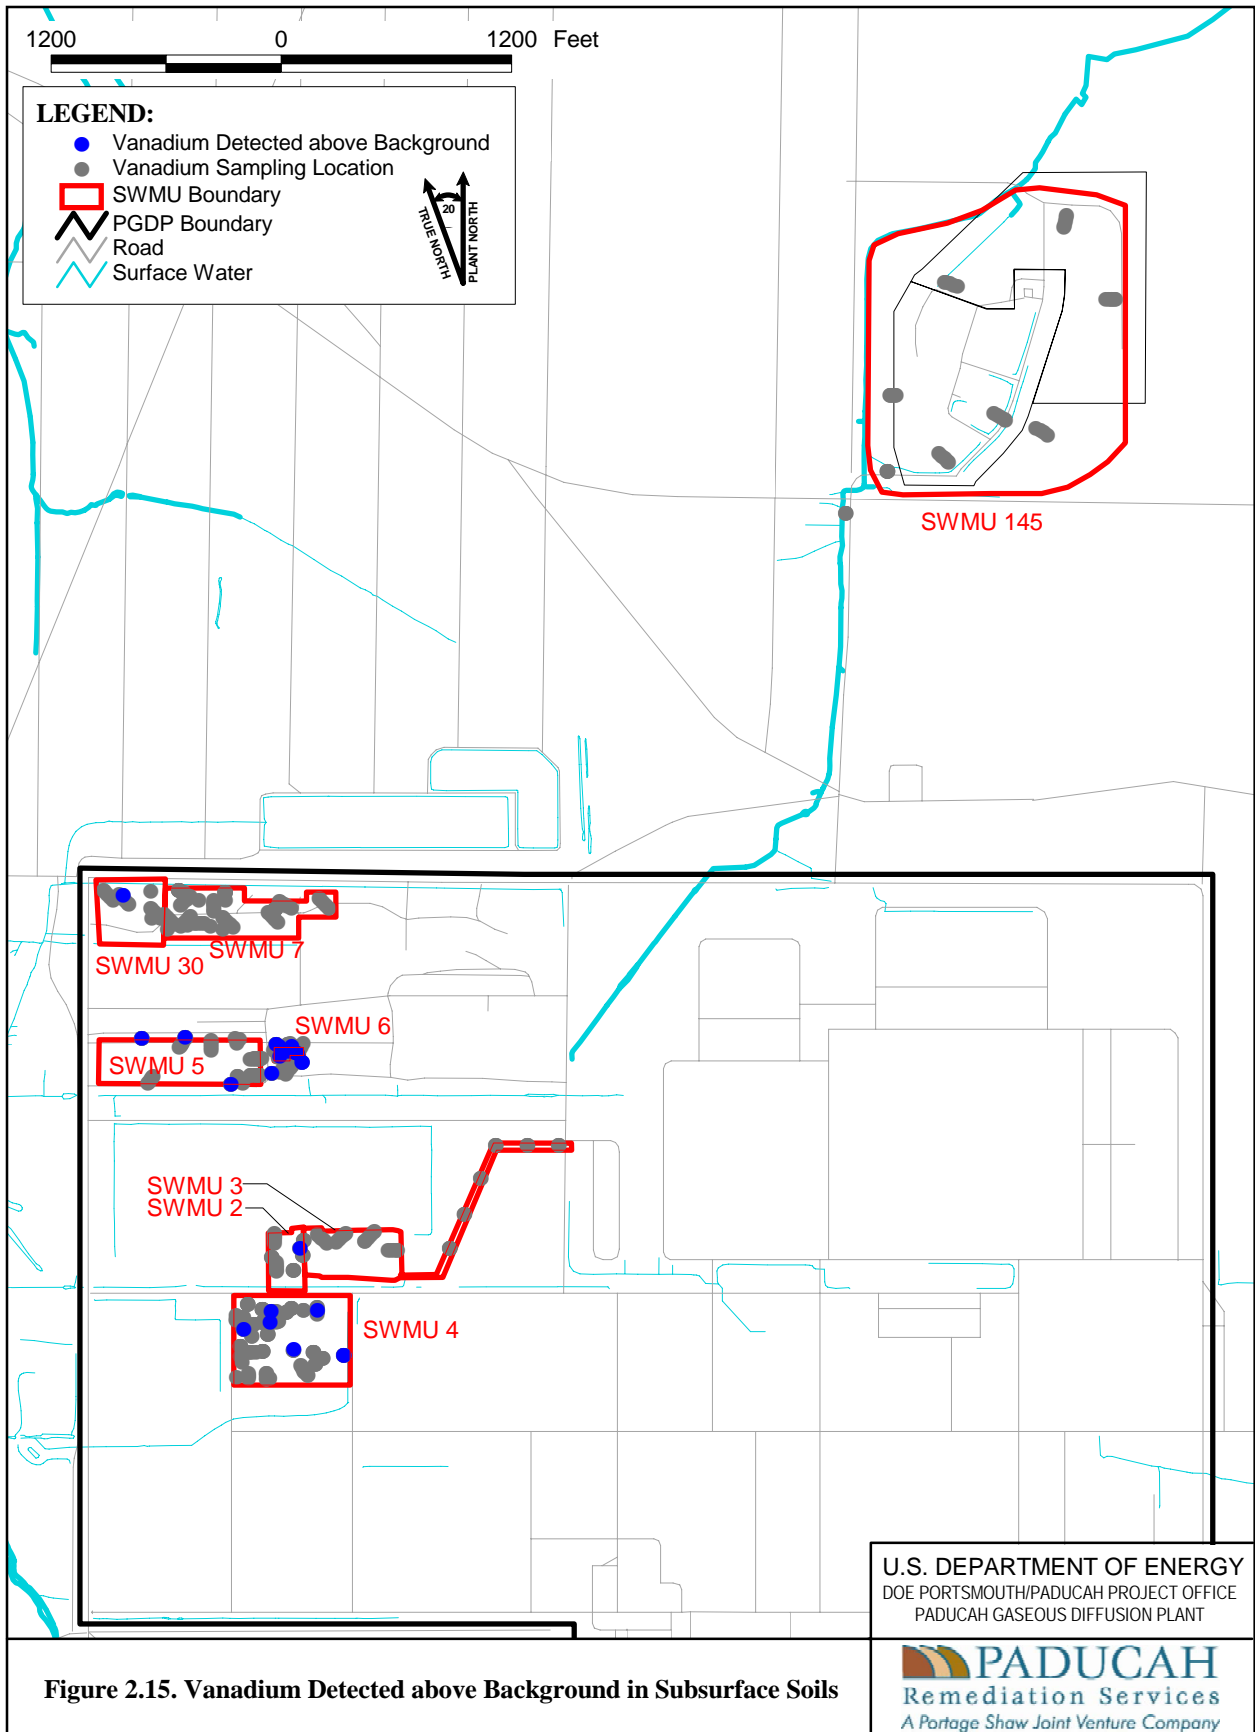 1200 0 1200 Feet
LEGEND:
Vanadium Detected above Background
Vanadium Sampling Location
SWMU Boundary
PGDP Boundary
Road
Surface Water
20
TRUE NORTH
PLANT NORTH
SWMU 145
SWMU 7
SWMU 30
SWMU 6
SWMU 5
SWMU 3
SWMU 2
SWMU 4
U.S. DEPARTMENT OF ENERGY
DOE PORTSMOUTH/PADUCAH PROJECT OFFICE
PADUCAH GASEOUS DIFFUSION PLANT
Figure 2.15. Vanadium Detected above Background in Subsurface Soils
PADUCAH
Remediation Services
A Portage Shaw Joint Venture Company